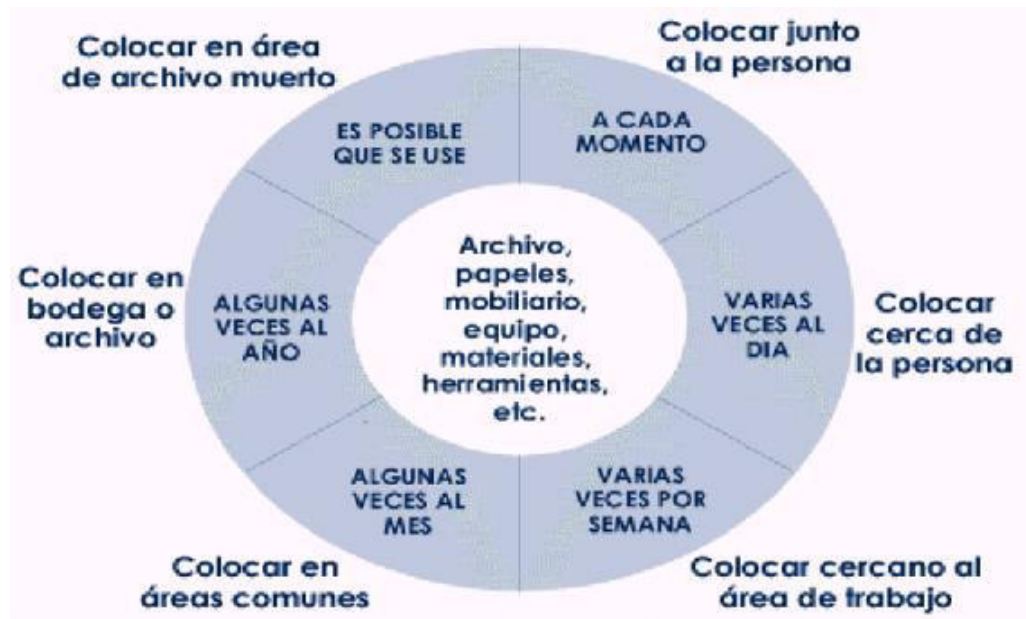 Colocar en área
de archivo muerto
Colocar junto
a la persona
ES POSIBLE
QUE SE USE
A CADA
MOMENTO
Archivo,
papeles,
mobiliario,
equipo,
materiales,
herramientas,
etc.
Colocar en
bodega o
archivo
ALGUNAS
VECES AL
AÑO
VARIAS
VECES AL
DIA
Colocar
cerca de
la persona
ALGUNAS
VECES AL
MES
VARIAS
VECES POR
SEMANA
Colocar en
áreas comunes
Colocar cercano al
área de trabajo